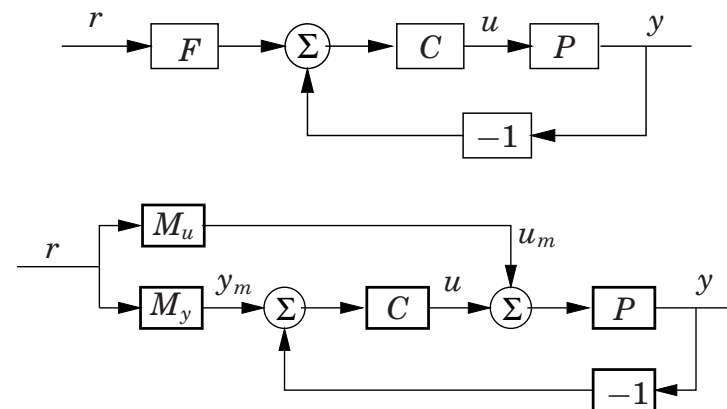 r F Σ C u P y
−1
M_u u_m
r
M_y y_m Σ C u Σ P y
−1